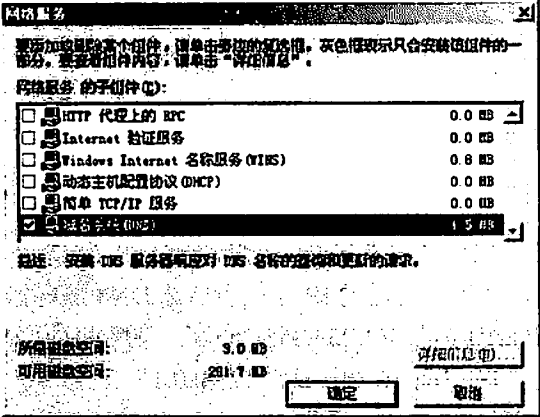 网络服务
要添加或删除某个组件，请单击旁边的复选框。灰色框表示只会安装该组件的一
部分。要查看组件内容，请单击“详细信息”。
网络服务 的子组件(C):
HTTP 代理上的 RPC 0.0 MB
Internet 验证服务 0.0 MB
Windows Internet 名称服务(WINS) 0.8 MB
动态主机配置协议(DHCP) 0.0 MB
简单 TCP/IP 服务 0.0 MB
域名系统(DNS) 1.5 MB
描述: 安装 DNS 服务器响应对 DNS 名称的查询和更新的请求。
所需磁盘空间: 3.0 MB
可用磁盘空间: 291.7 MB
详细信息(D)...
确定 取消